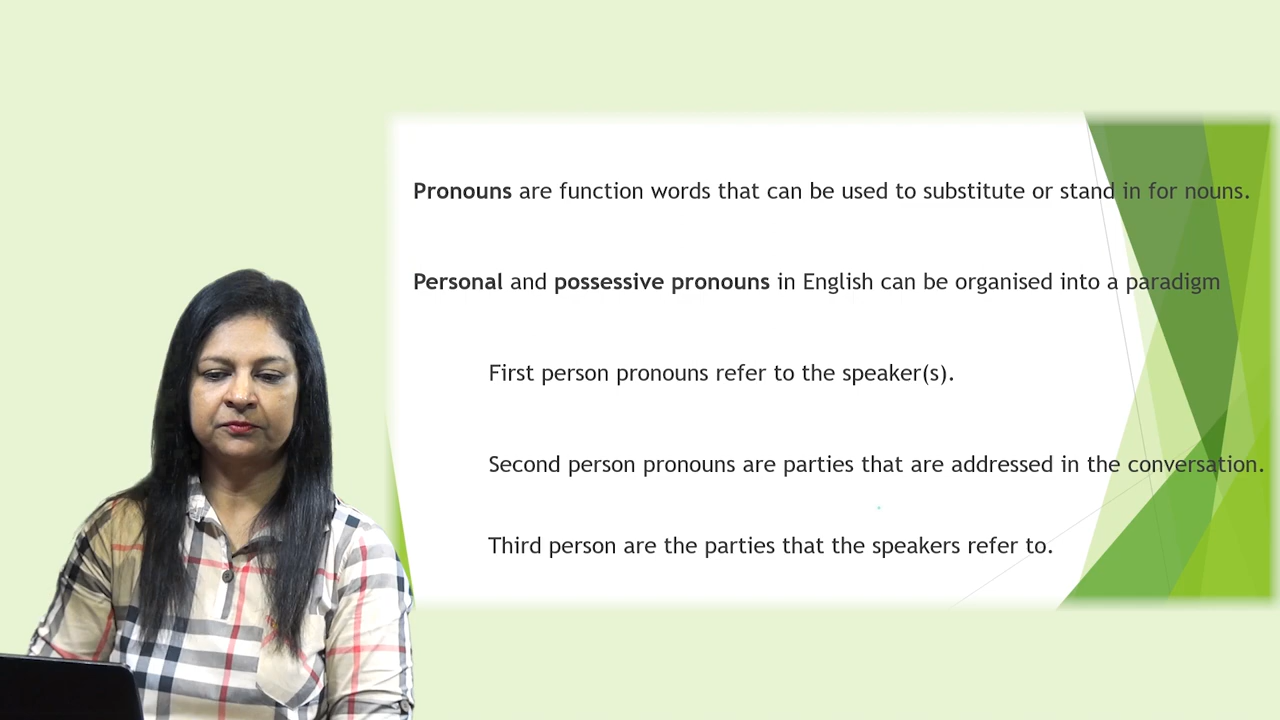 Pronouns are function words that can be used to substitute or stand in for nouns.
Personal and possessive pronouns in English can be organised into a paradigm
First person pronouns refer to the speaker(s).
Second person pronouns are parties that are addressed in the conversation.
Third person are the parties that the speakers refer to.